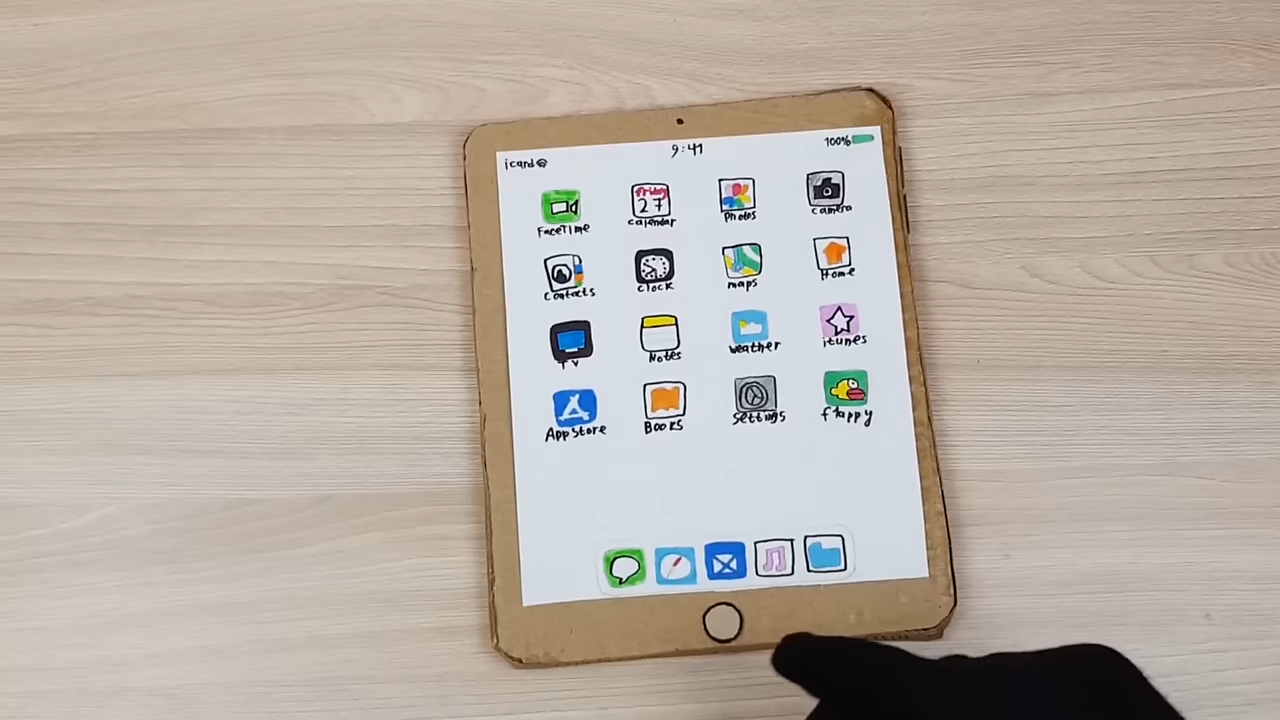 icard 9:41 100%
Friday
27
FaceTime calendar Photos camera
Contacts clock maps Home
TV Notes weather itunes
App Store Books Settings flappy